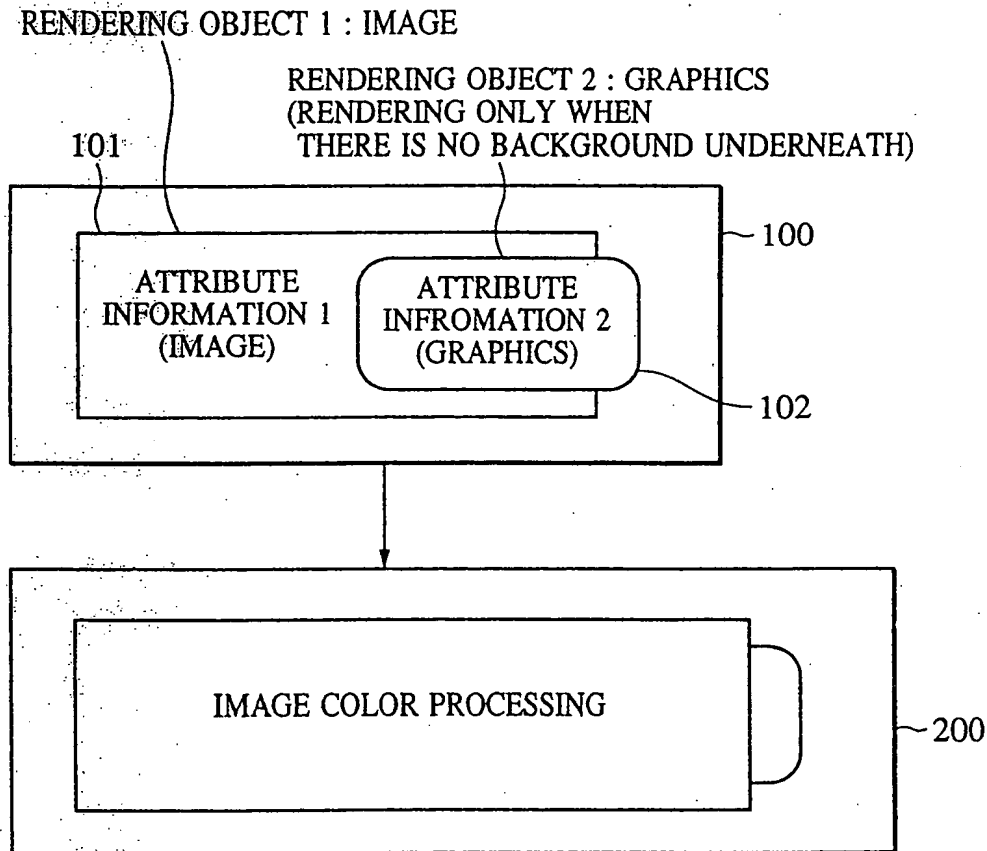 RENDERING OBJECT 1 : IMAGE
RENDERING OBJECT 2 : GRAPHICS
(RENDERING ONLY WHEN
THERE IS NO BACKGROUND UNDERNEATH)
101
100
ATTRIBUTE
INFORMATION 1
(IMAGE)
ATTRIBUTE
INFROMATION 2
(GRAPHICS)
102
IMAGE COLOR PROCESSING
200